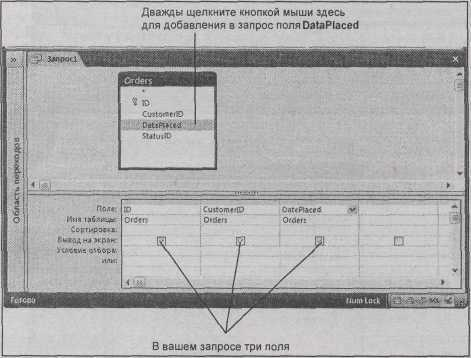 Дважды щелкните кнопкой мыши здесь
для добавления в запрос поля DataPlaced
Запрос1
Область переходов
Orders
*
ID
CustomerID
DatePlaced
StatusID
Поле: ID CustomerID DatePlaced
Имя таблицы: Orders Orders Orders
Сортировка:
Вывод на экран:
Условие отбора:
или:
Готово Num Lock
В вашем запросе три поля